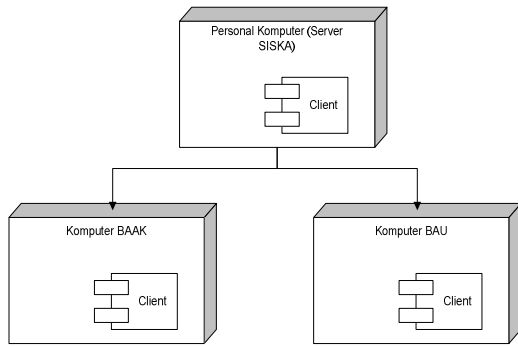 Personal Komputer (Server
SISKA)
Client
Komputer BAAK
Client
Komputer BAU
Client